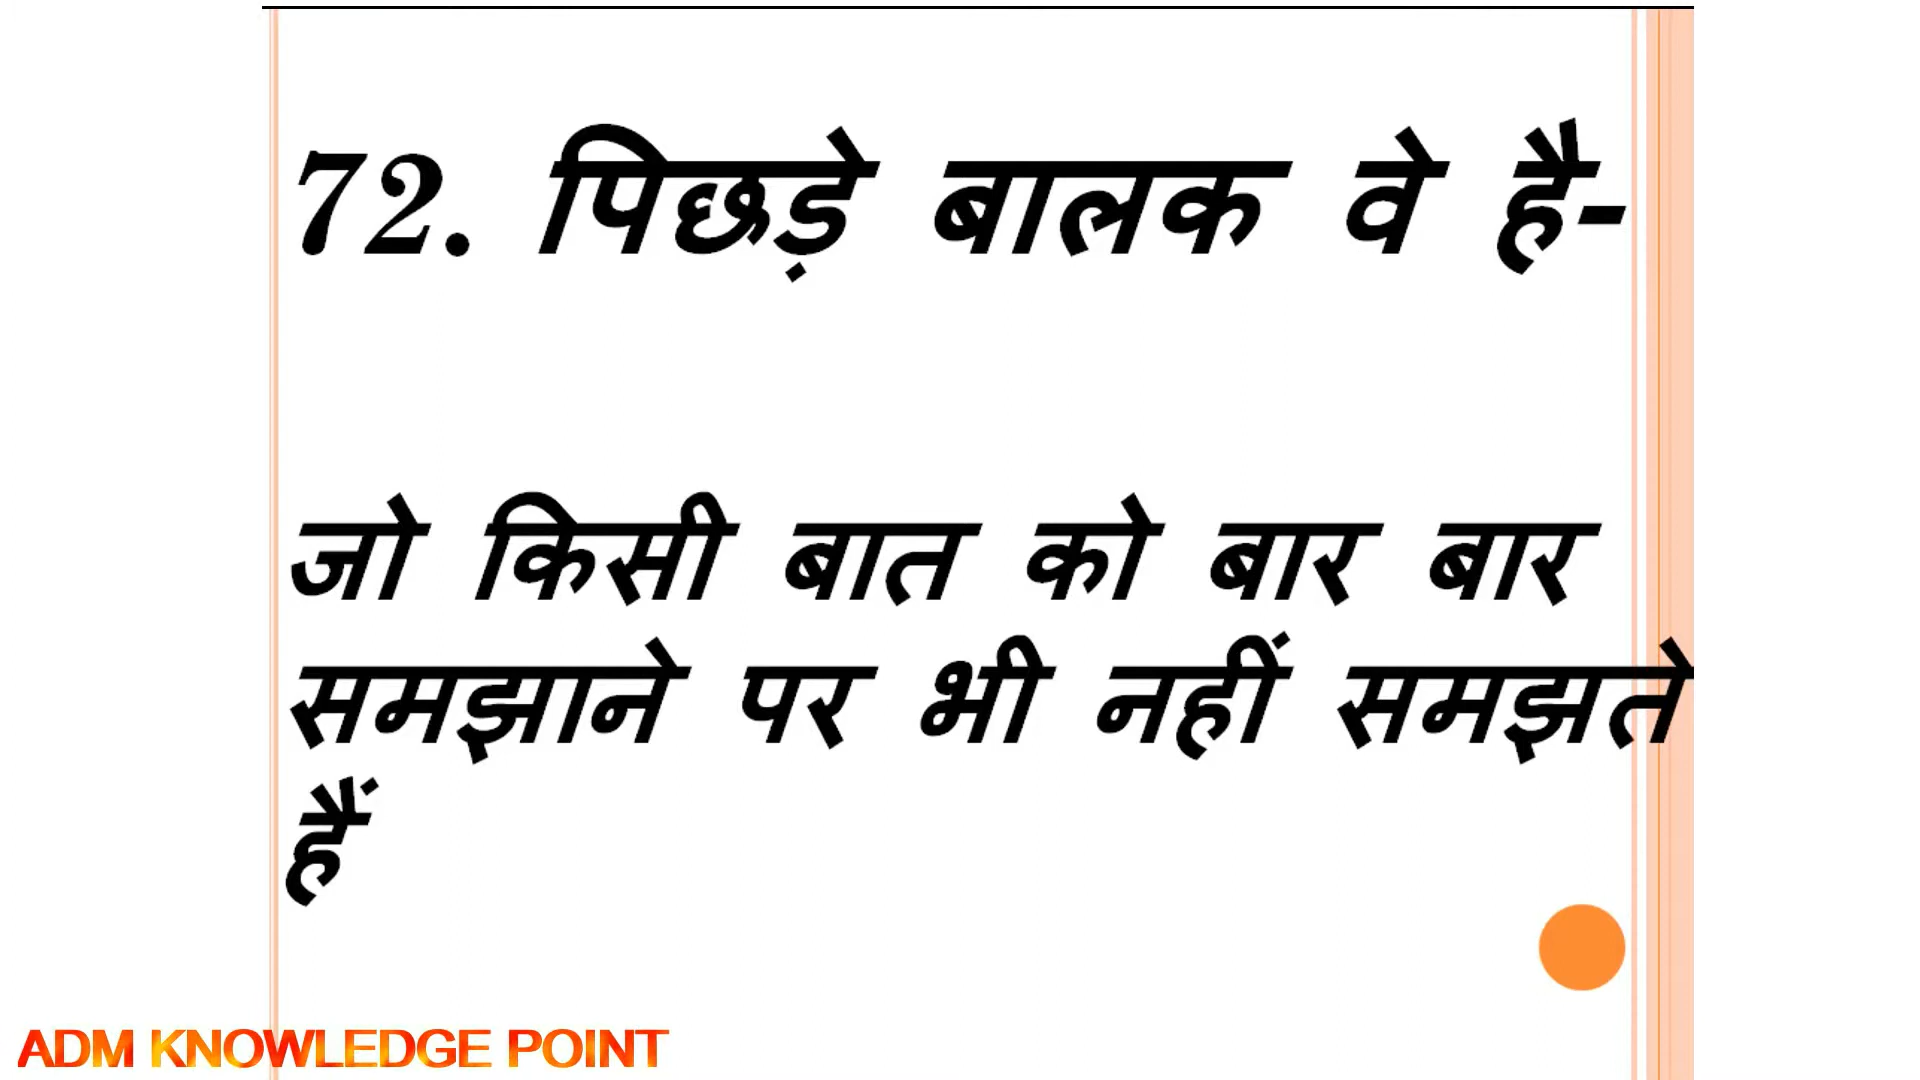 72. पिछड़े बालक वे है-
जो किसी बात को बार बार
समझाने पर भी नहीं समझते
हैं
ADM KNOWLEDGE POINT